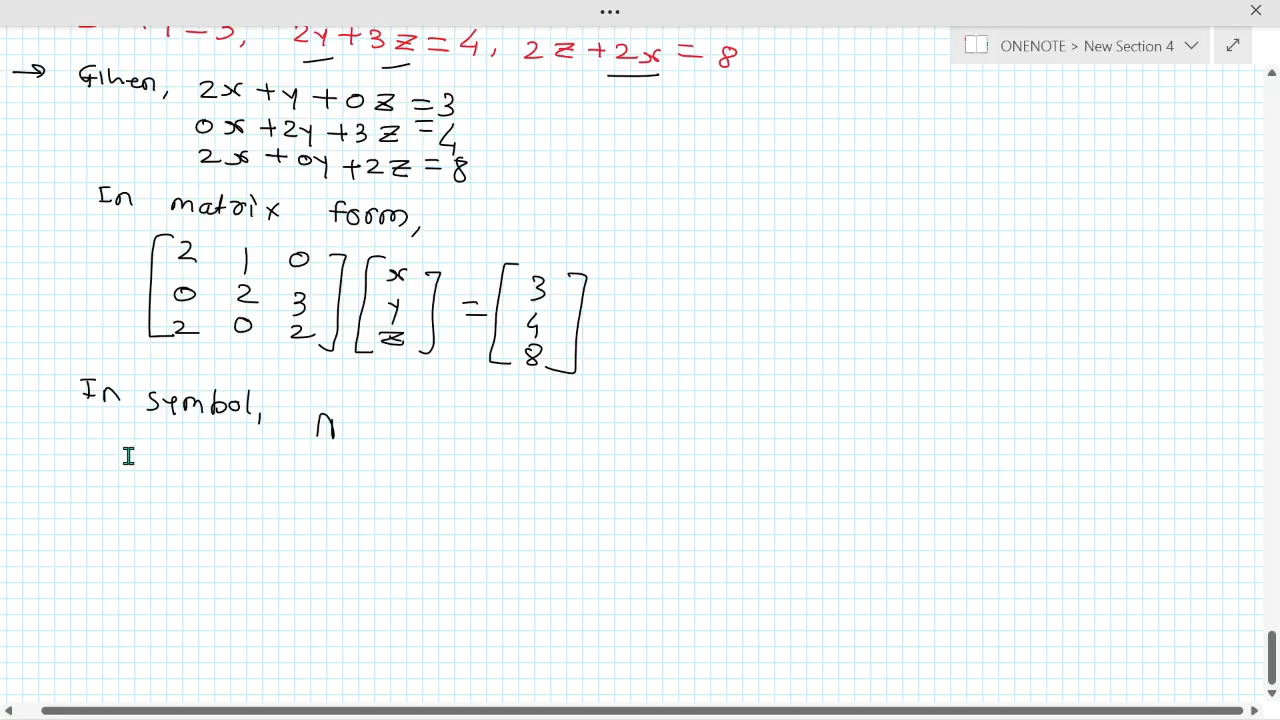 ONENOTE > New Section 4
2y + 3z = 4, 2z + 2x = 8
→ Given, 2x + y + 0z = 3
0x + 2y + 3z = 4
2x + 0y + 2z = 8
In matrix form,
[2 1 0] [x] = [3]
[0 2 3] [y] [4]
[2 0 2] [z] [8]
In symbol,